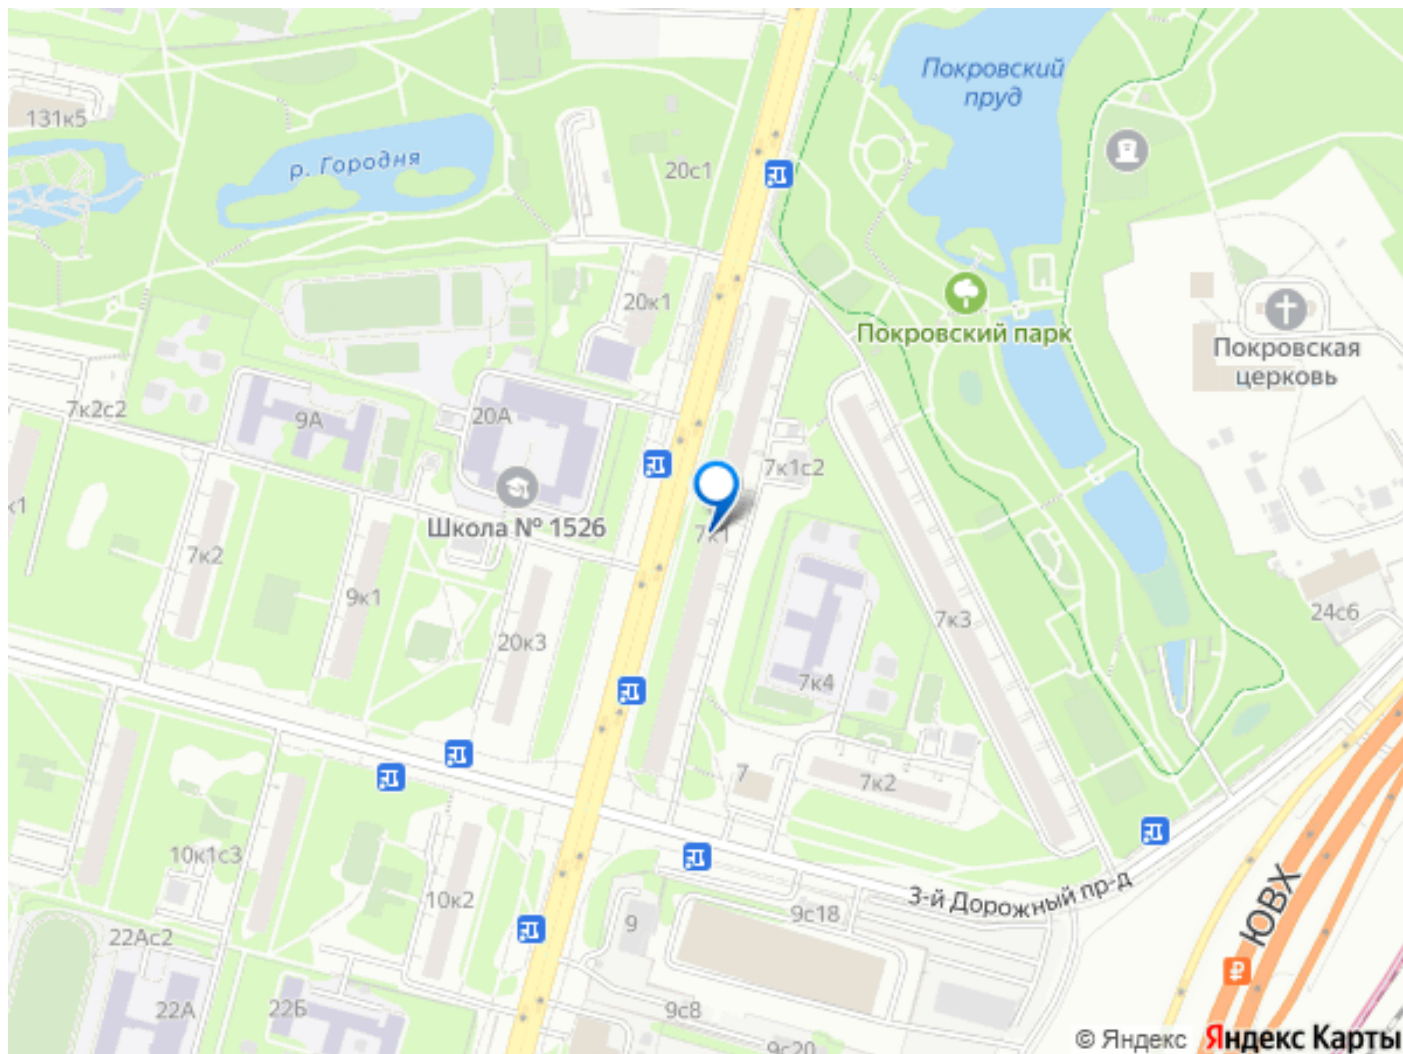 Покровский
пруд
131к5
р. Городня
20с1
20к1
Покровский парк
Покровская
церковь
7к2с2
9А
20А
7к1с2
к1
Школа № 1526
7к1
7к2
9к1
20к3
7к3
24с6
7к4
7
7к2
10к1с3
3-й Дорожный пр-д
10к2
9
9с18
ЮВХ
22Ас2
22А
22Б
9с8
9с20
© Яндекс Яндекс Карты